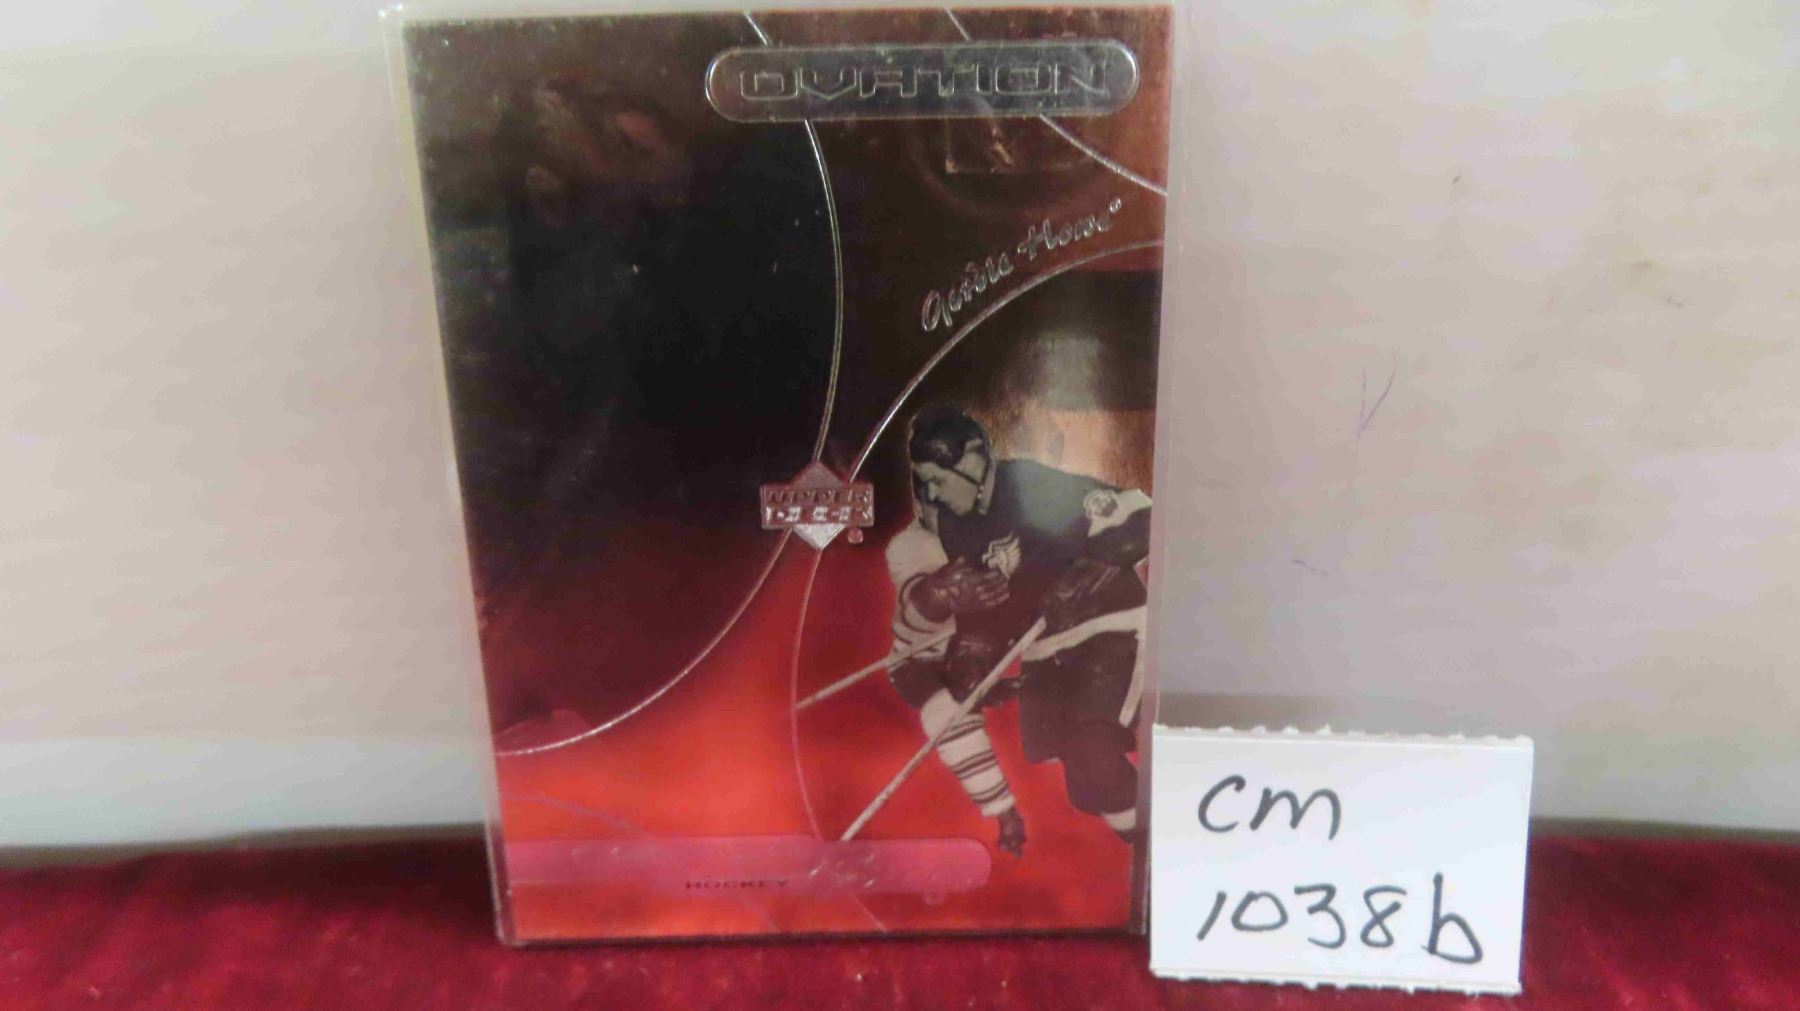 OVATION
Gordie Howe®
UPPER
DECK
HOCKEY
CM
1038b